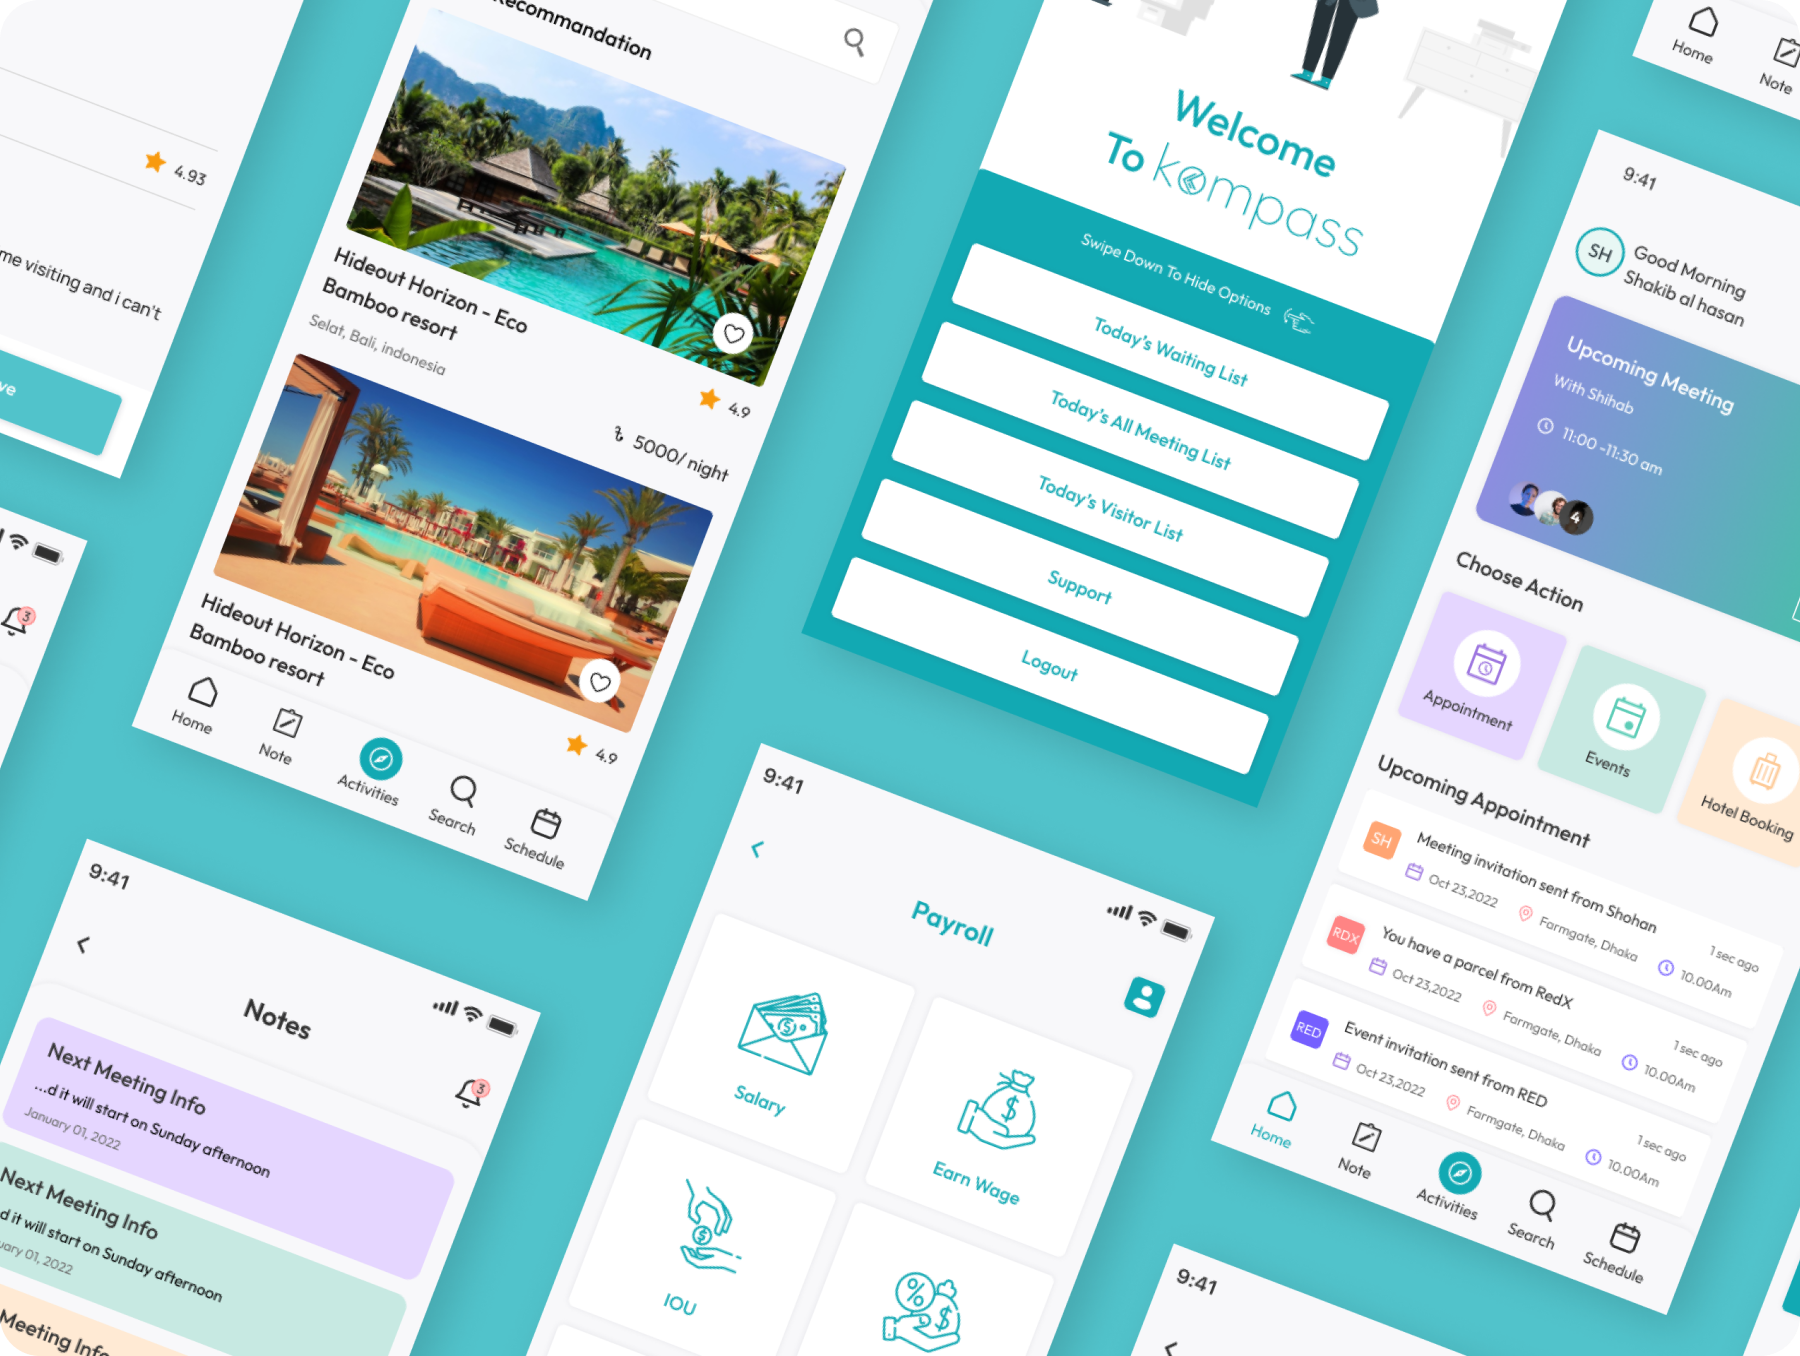 4.93
me visiting and i can't
Recommandation
Hideout Horizon - Eco
Bamboo resort
Selat, Bali, indonesia
4.9
৳ 5000/ night
Hideout Horizon - Eco
Bamboo resort
4.9
Home
Note
Activities
Search
Schedule
Welcome
To kompass
Swipe Down To Hide Options
Today's Waiting List
Today's All Meeting List
Today's Visitor List
Support
Logout
Home
Note
9:41
SH
Good Morning
Shakib al hasan
Upcoming Meeting
With Shihab
11:00 -11:30 am
4
Choose Action
Appointment
Events
Hotel Booking
Upcoming Appointment
SH
Meeting invitation sent from Shohan
1 sec ago
Oct 23,2022
Farmgate, Dhaka
10.00Am
RDX
You have a parcel from RedX
1 sec ago
Oct 23,2022
Farmgate, Dhaka
10.00Am
RED
Event invitation sent from RED
1 sec ago
Oct 23,2022
Farmgate, Dhaka
10.00Am
Home
Note
Activities
Search
Schedule
3
9:41
Notes
3
Next Meeting Info
...d it will start on Sunday afternoon
January 01, 2022
Next Meeting Info
d it will start on Sunday afternoon
uary 01, 2022
Meeting Info
9:41
Payroll
Salary
Earn Wage
IOU
9:41